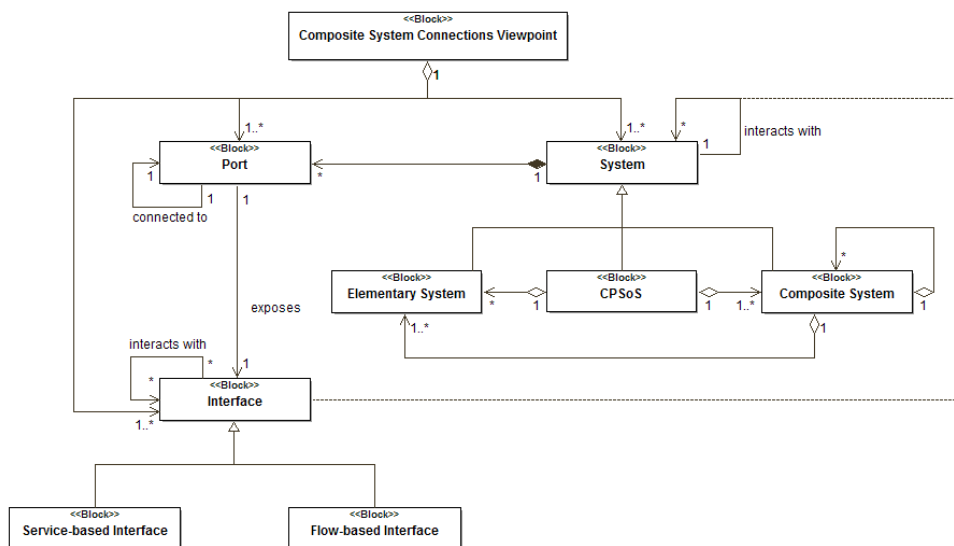 <<Block>>
Composite System Connections Viewpoint
1
1..*
1..*
*
1
interacts with
<<Block>>
Port
<<Block>>
System
1
1
1
*
1
connected to
*
<<Block>>
Elementary System
<<Block>>
CPSoS
<<Block>>
Composite System
*
1
1
1..*
1
1..*
1
exposes
interacts with
*
*
1
<<Block>>
Interface
1..*
<<Block>>
Service-based Interface
<<Block>>
Flow-based Interface